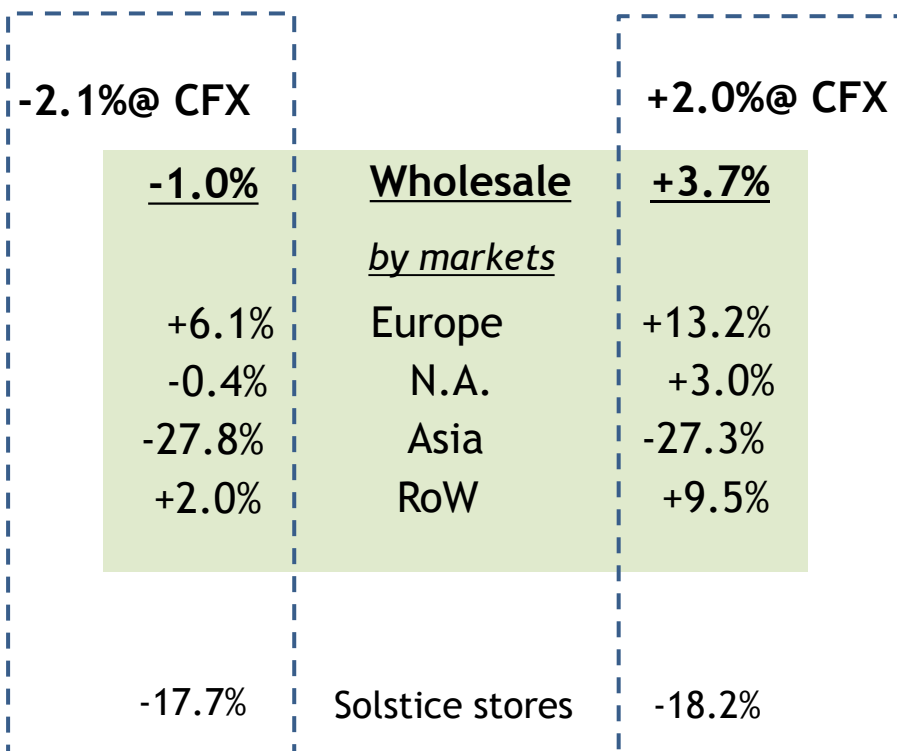 -2.1%@ CFX +2.0%@ CFX
-1.0% Wholesale +3.7%
by markets
+6.1% Europe +13.2%
-0.4% N.A. +3.0%
-27.8% Asia -27.3%
+2.0% RoW +9.5%
-17.7% Solstice stores -18.2%